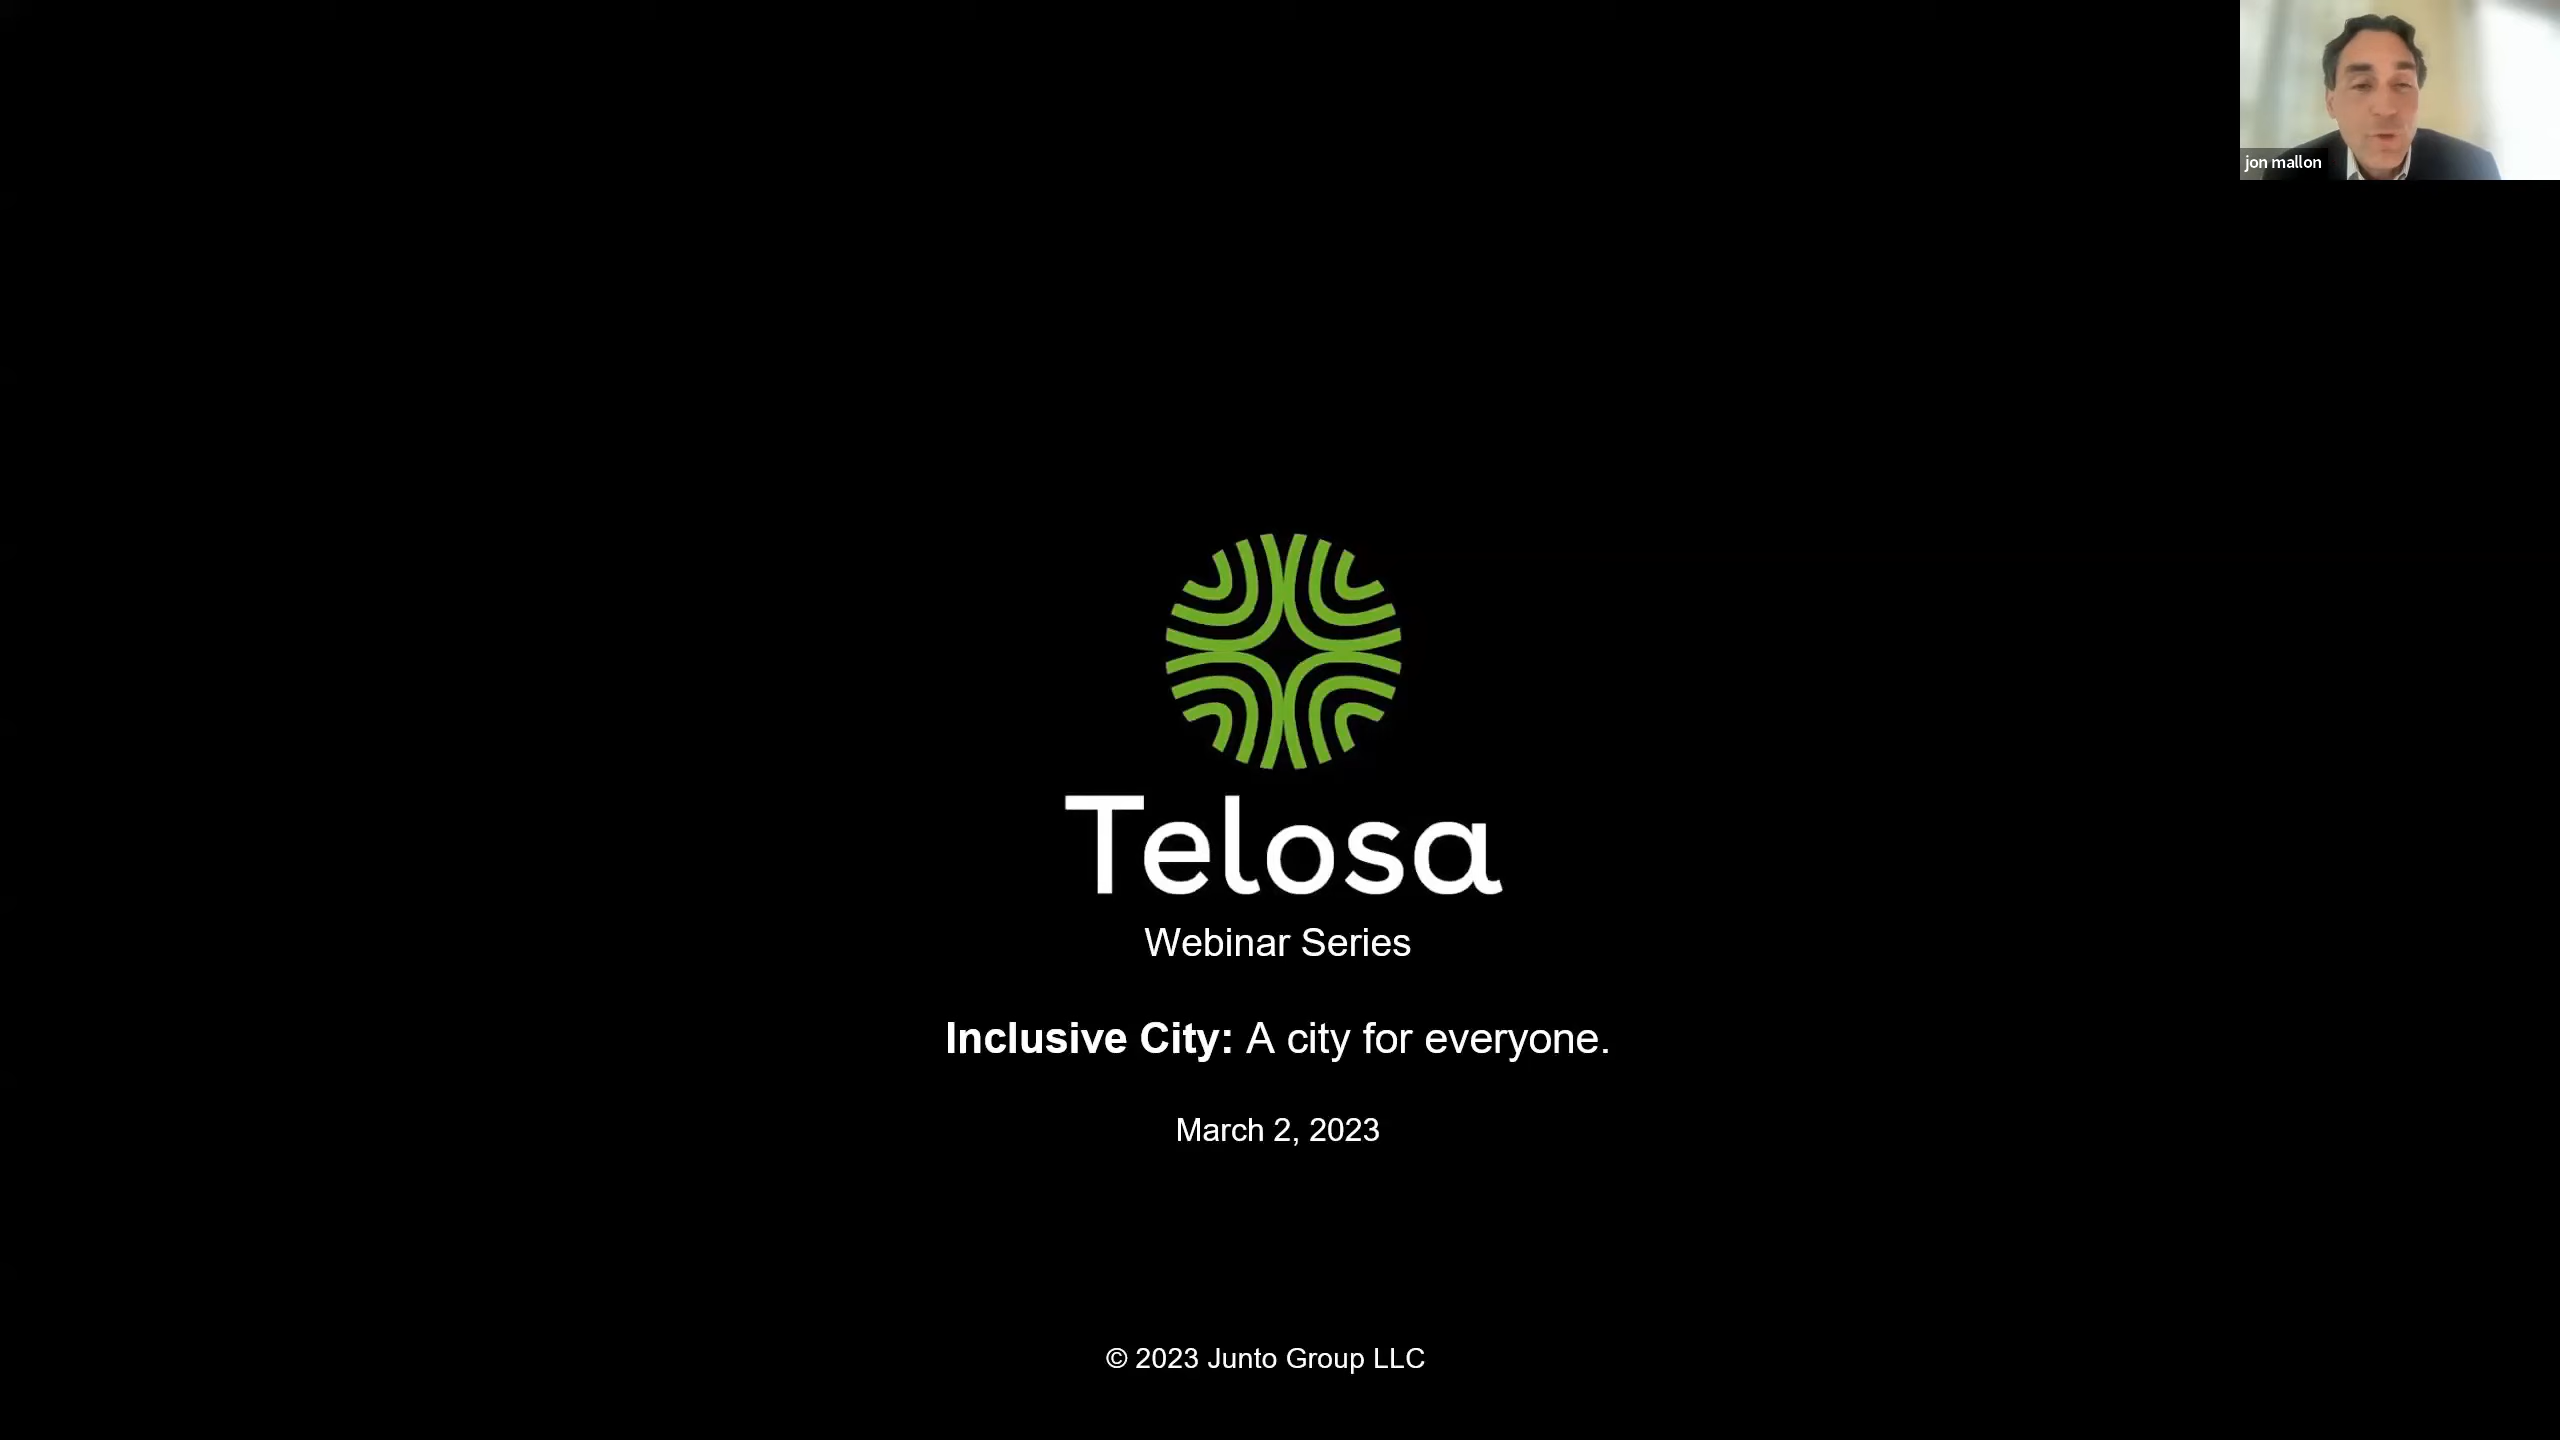 jon mallon
Telosa
Webinar Series
Inclusive City: A city for everyone.
March 2, 2023
© 2023 Junto Group LLC